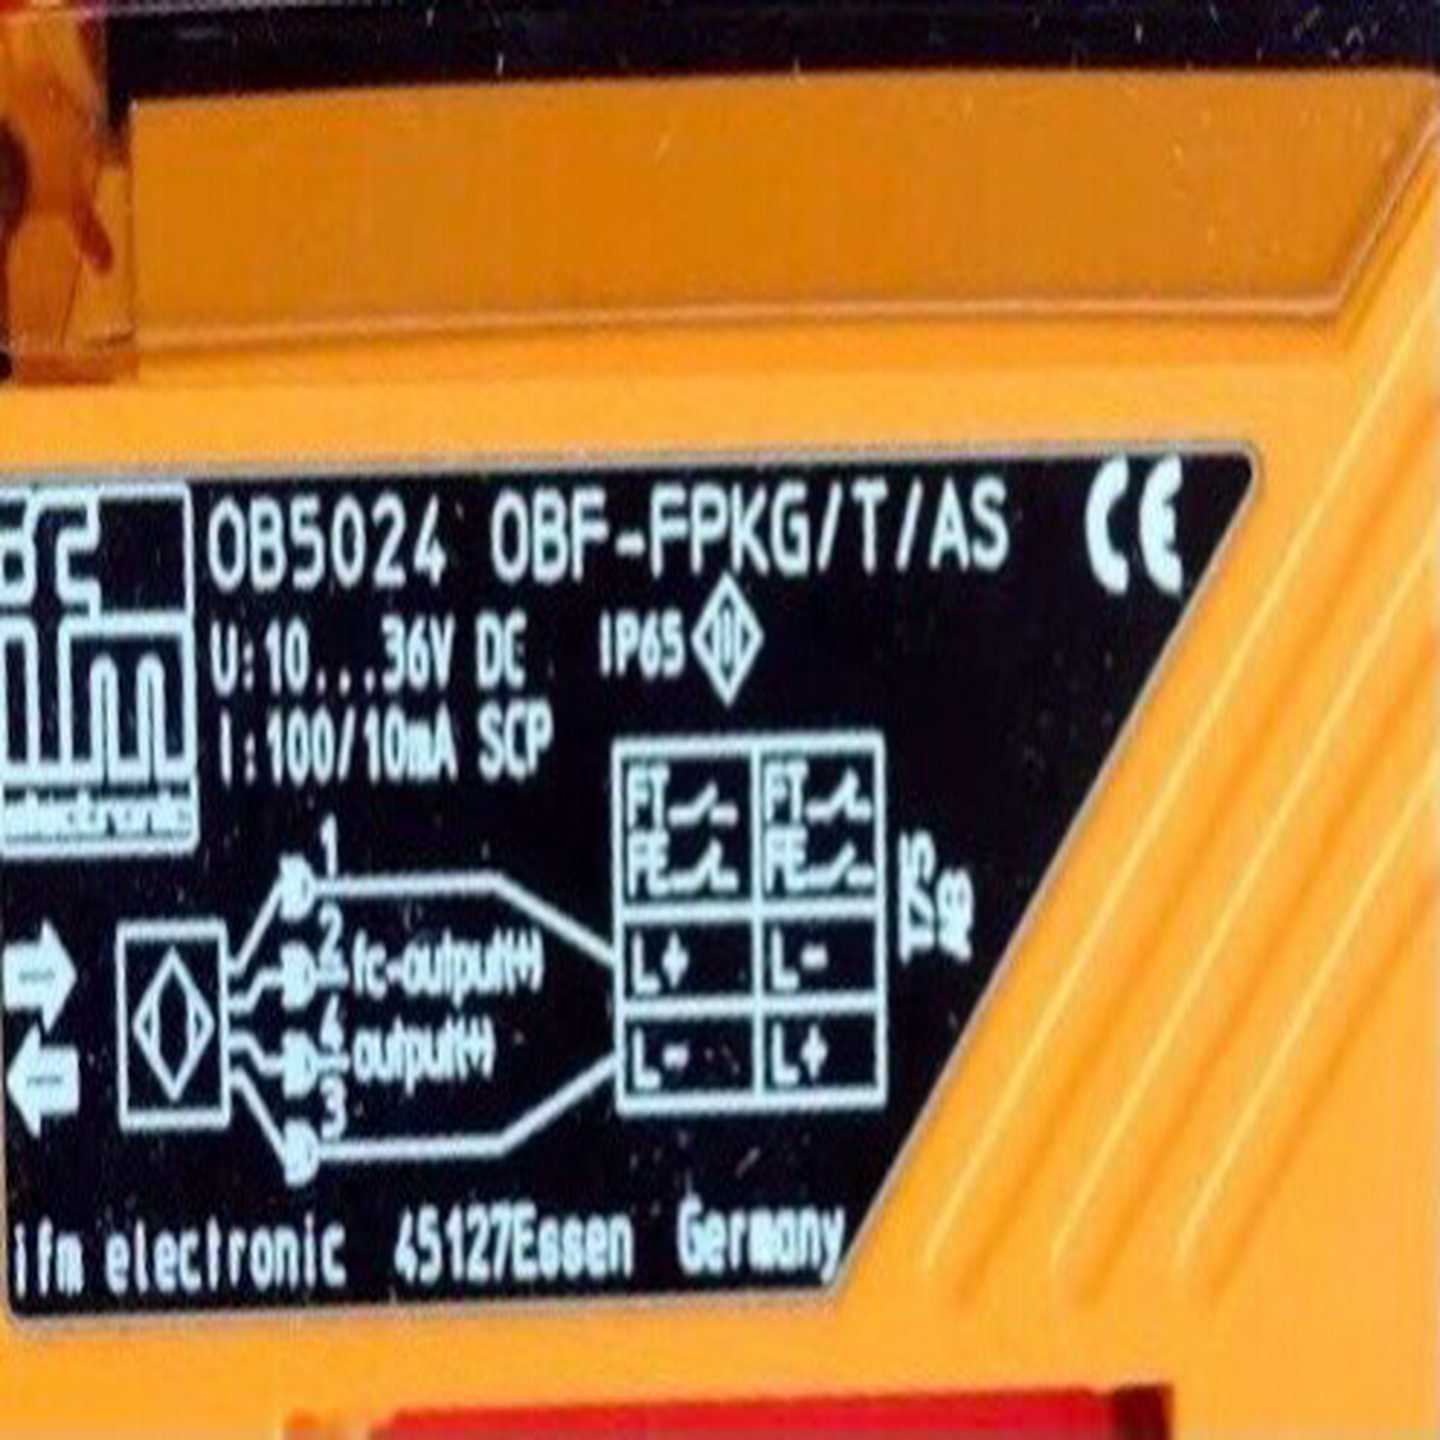 OB5024 OBF-FPKG/T/AS CE
U:10...36V DC IP65
I:100/10mA SCP
electronic
FT FT
FE FE
L+ L-
L- L+
1
2 fc-output(+)
4 output(+)
3
ifm electronic 45127Essen Germany